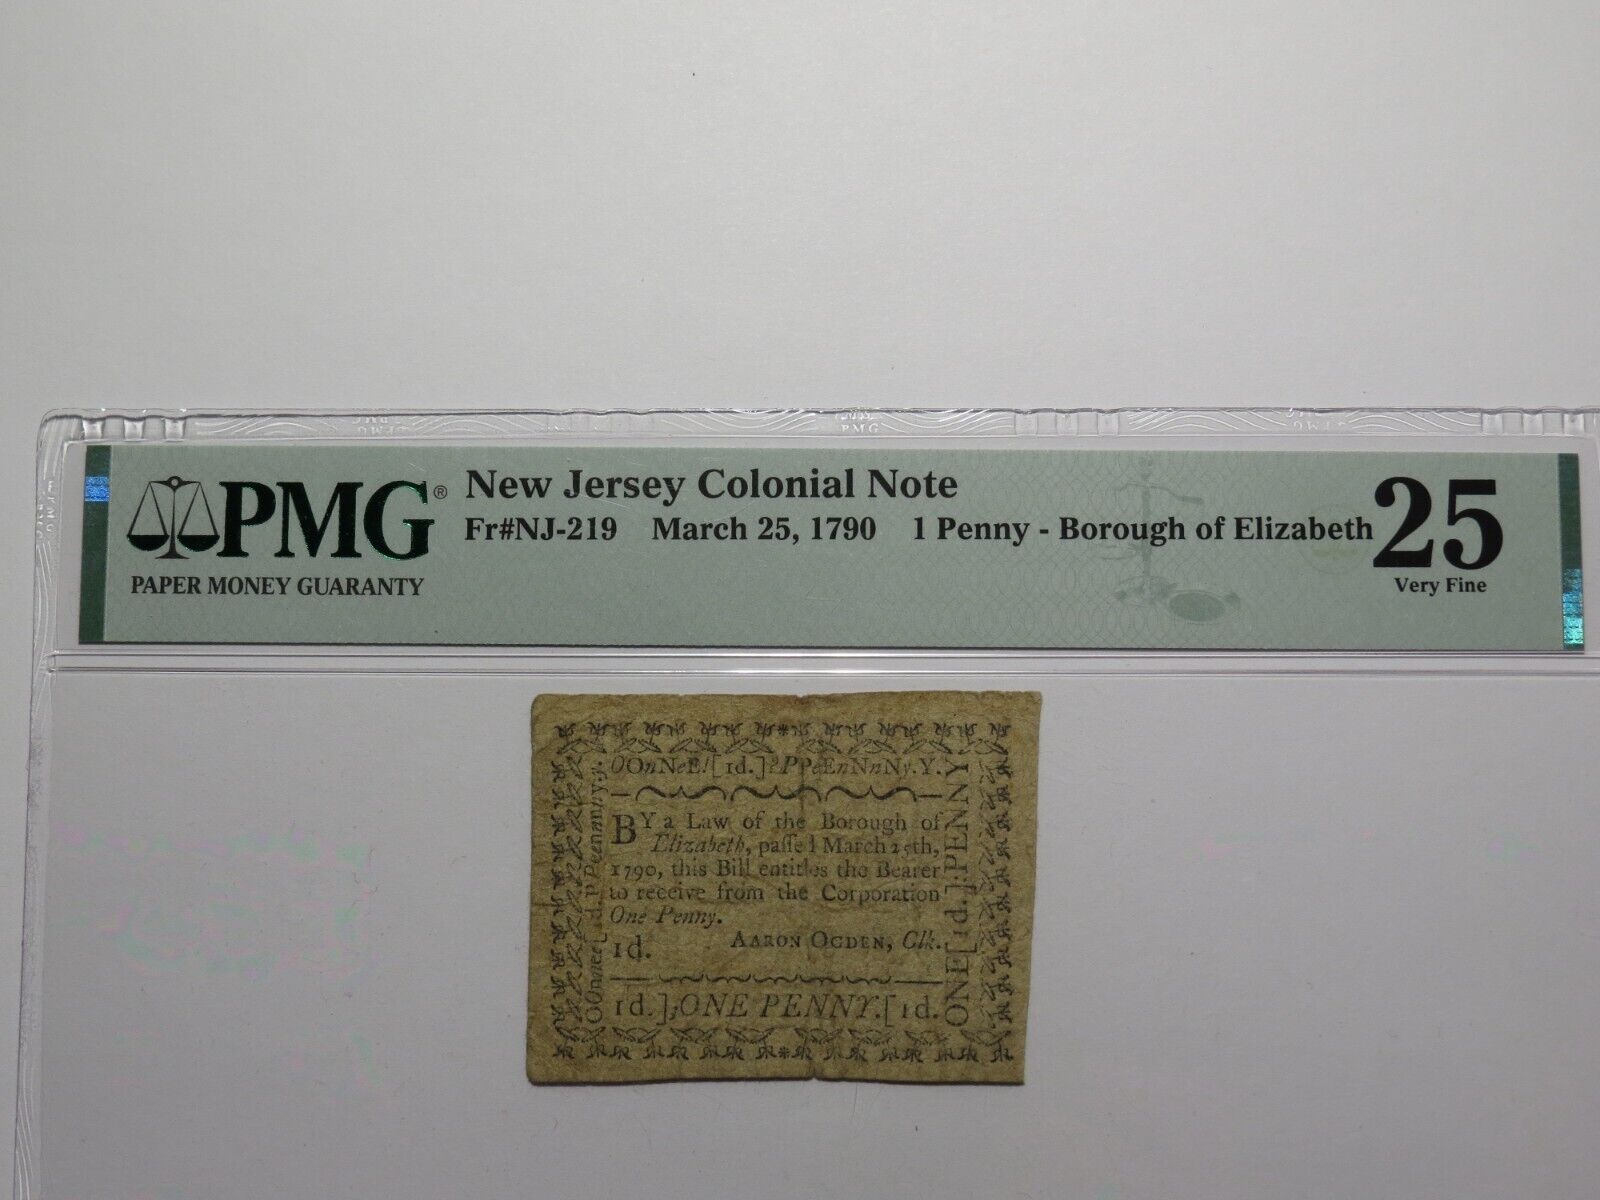 PMG
PMG®
PAPER MONEY GUARANTY
New Jersey Colonial Note
Fr#NJ-219 March 25, 1790 1 Penny - Borough of Elizabeth
25
Very Fine
OOnNeE![1d.]?PPeEnNnNy.Y.
BY a Law of the Borough of
Elizabeth, paſſed March 25th,
1790, this Bill entitles the Bearer
to receive from the Corporation
One Penny.
1d. AARON OGDEN, Clk.
1d.];ONE PENNY.[1d.
ONE[1d.];PENNY